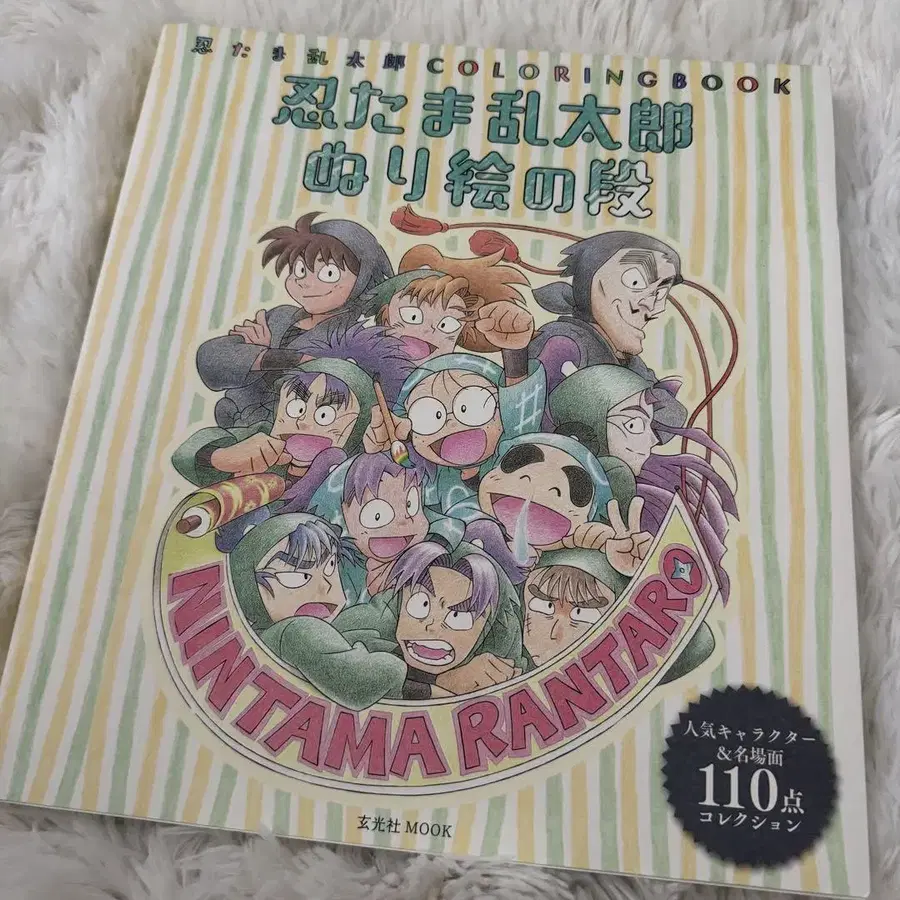 忍たま乱太郎 COLORINGBOOK
忍たま乱太郎
ぬり絵の段
NINTAMA RANTARO
人気キャラクター
&名場面
110点
コレクション
玄光社 MOOK